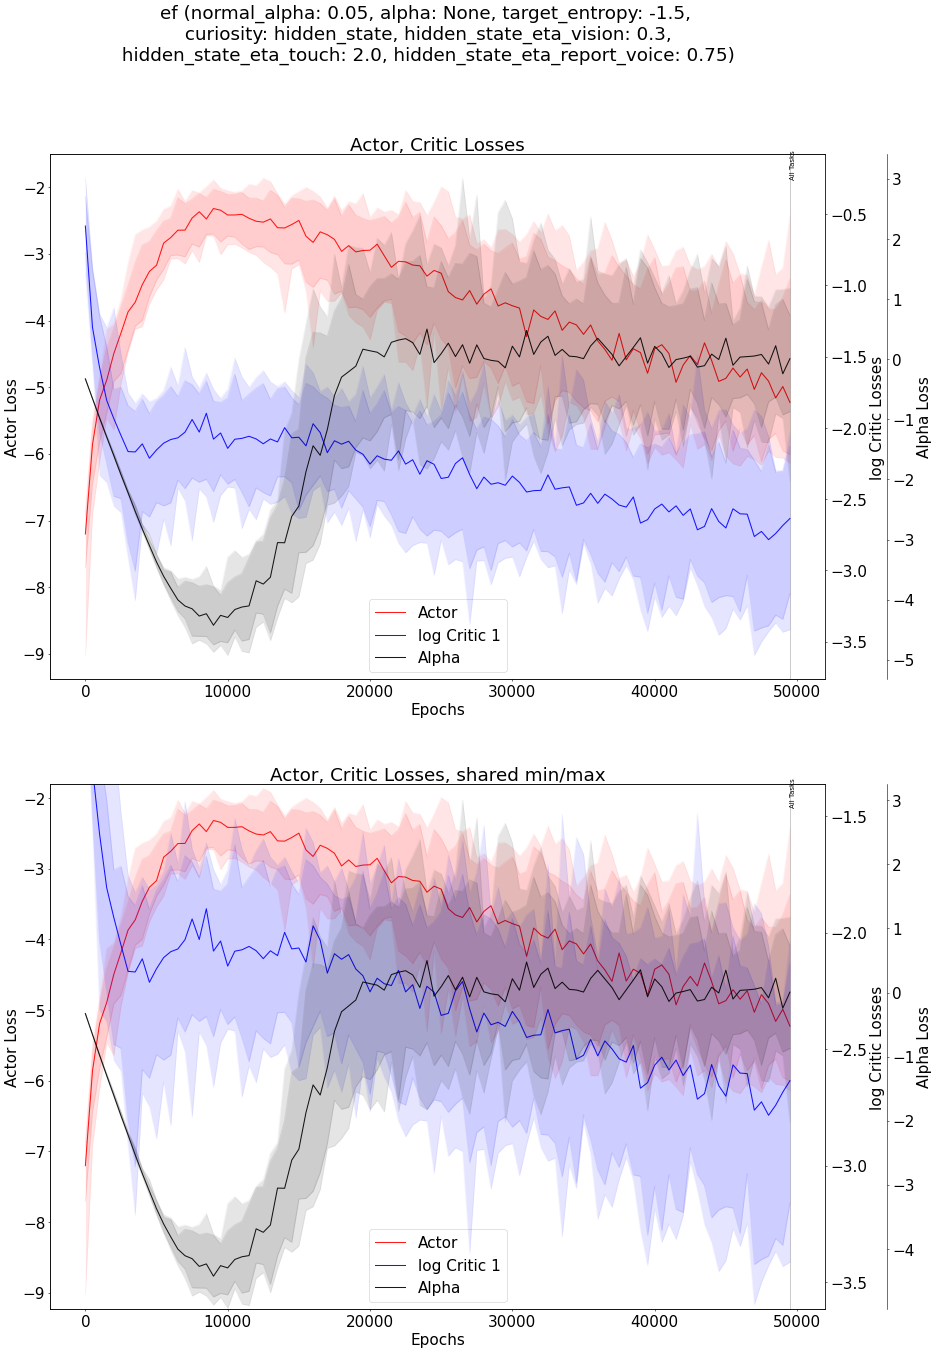 ef (normal_alpha: 0.05, alpha: None, target_entropy: -1.5,
curiosity: hidden_state, hidden_state_eta_vision: 0.3,
hidden_state_eta_touch: 2.0, hidden_state_eta_report_voice: 0.75)
Actor, Critic Losses
All Tasks
Actor Loss
−2
−3
−4
−5
−6
−7
−8
−9
−0.5
−1.0
−1.5
−2.0
−2.5
−3.0
−3.5
log Critic Losses
3
2
1
0
−1
−2
−3
−4
−5
Alpha Loss
Actor
log Critic 1
Alpha
0 10000 20000 30000 40000 50000
Epochs
Actor, Critic Losses, shared min/max
All Tasks
Actor Loss
−2
−3
−4
−5
−6
−7
−8
−9
−1.5
−2.0
−2.5
−3.0
−3.5
log Critic Losses
3
2
1
0
−1
−2
−3
−4
Alpha Loss
Actor
log Critic 1
Alpha
0 10000 20000 30000 40000 50000
Epochs